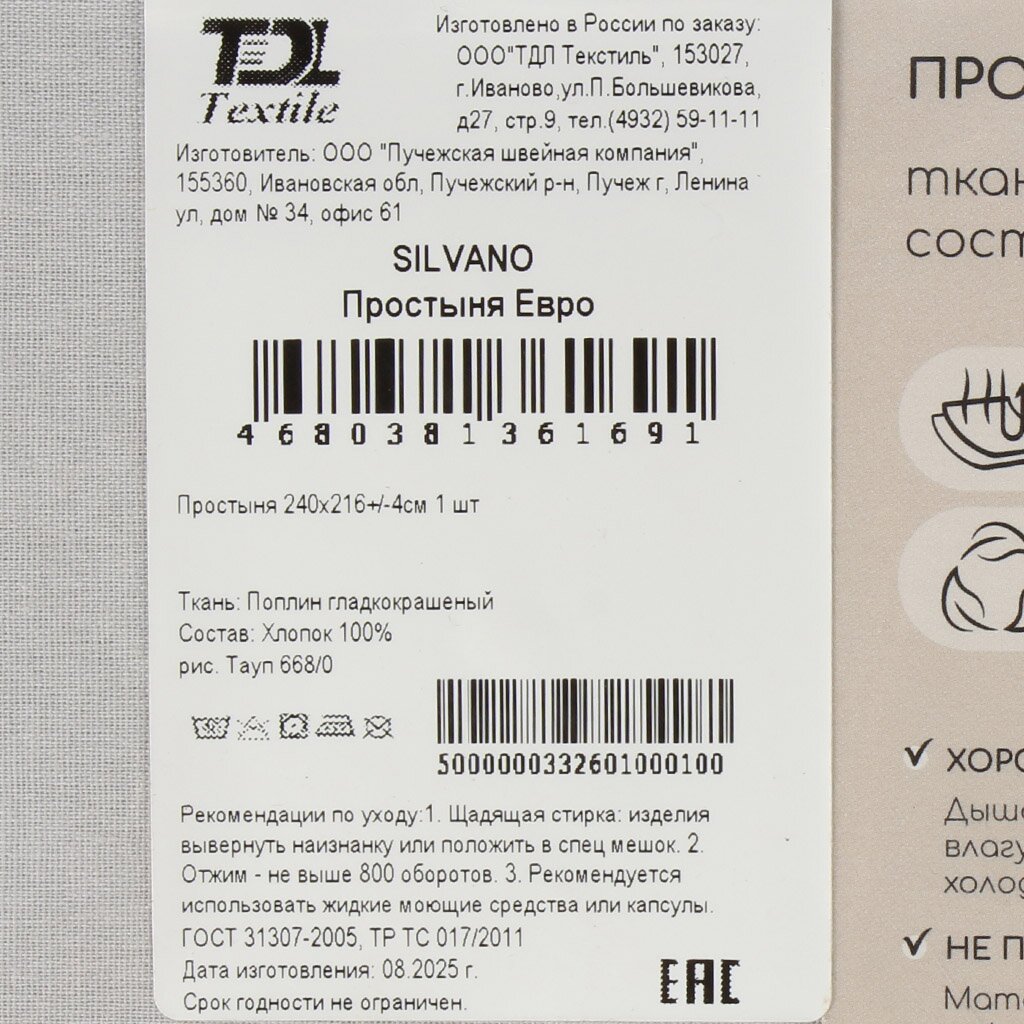 TDL
Textile
Изготовлено в России по заказу:
ООО"ТДЛ Текстиль", 153027,
г.Иваново,ул.П.Большевикова,
д27, стр.9, тел.(4932) 59-11-11
Изготовитель: ООО "Пучежская швейная компания",
155360, Ивановская обл, Пучежский р-н, Пучеж г, Ленина
ул, дом № 34, офис 61
SILVANO
Простыня Евро
4680381361691
Простыня 240х216+/-4см 1 шт
Ткань: Поплин гладкокрашеный
Состав: Хлопок 100%
рис. Тауп 668/0
5000000332601000100
Рекомендации по уходу:1. Щадящая стирка: изделия
вывернуть наизнанку или положить в спец мешок. 2.
Отжим - не выше 800 оборотов. 3. Рекомендуется
использовать жидкие моющие средства или капсулы.
ГОСТ 31307-2005, ТР ТС 017/2011
Дата изготовления: 08.2025 г.
Срок годности не ограничен.
EAC
ПРО
ткан
сост
ХОРО
Дыше
влагу
холод
НЕ П
Мате